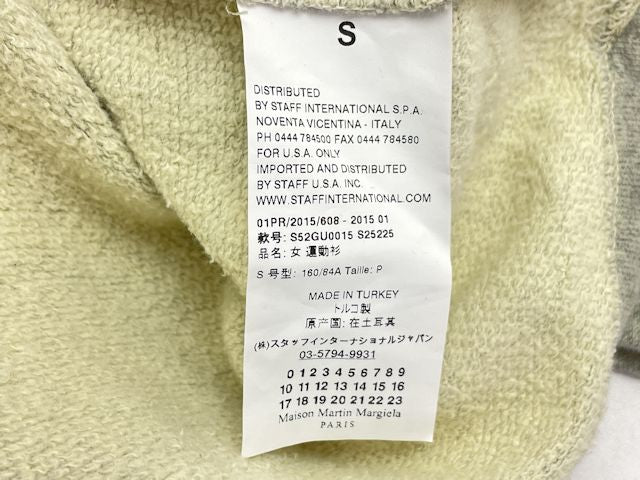 S
DISTRIBUTED
BY STAFF INTERNATIONAL S.P.A.
NOVENTA VICENTINA - ITALY
PH 0444 784500 FAX 0444 784580
FOR U.S.A. ONLY
IMPORTED AND DISTRIBUTED
BY STAFF U.S.A. INC.
WWW.STAFFINTERNATIONAL.COM
01PR/2015/608 - 2015 01
款号: S52GU0015 S25225
品名: 女 運動衫
S 号型: 160/84A Taille: P
MADE IN TURKEY
トルコ製
原产国: 在土耳其
(株)スタッフインターナショナルジャパン
03-5794-9931
0 1 2 3 4 5 6 7 8 9
10 11 12 13 14 15 16
17 18 19 20 21 22 23
Maison Martin Margiela
PARIS